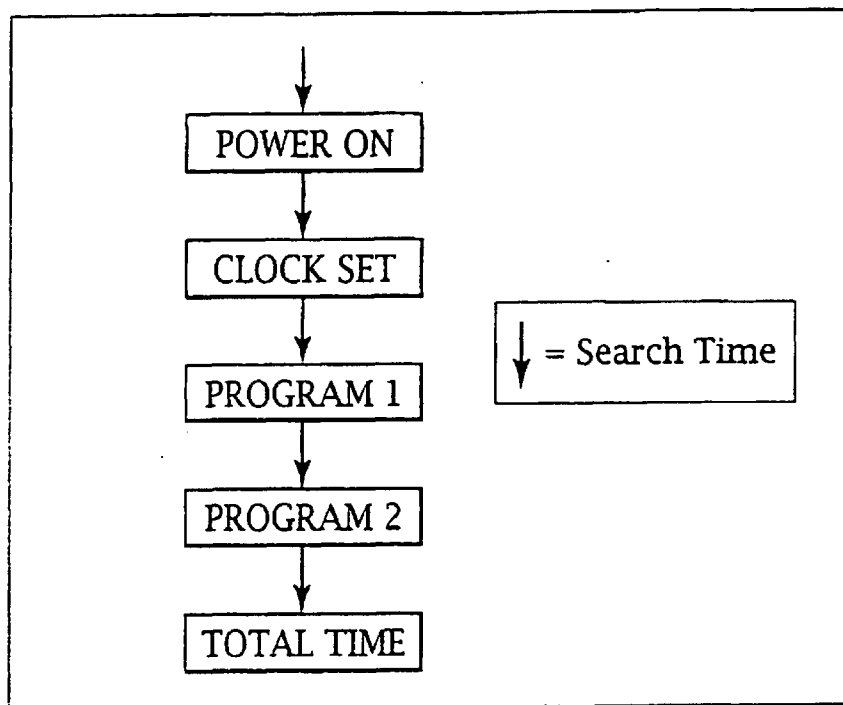 POWER ON
CLOCK SET
PROGRAM 1
PROGRAM 2
TOTAL TIME
= Search Time